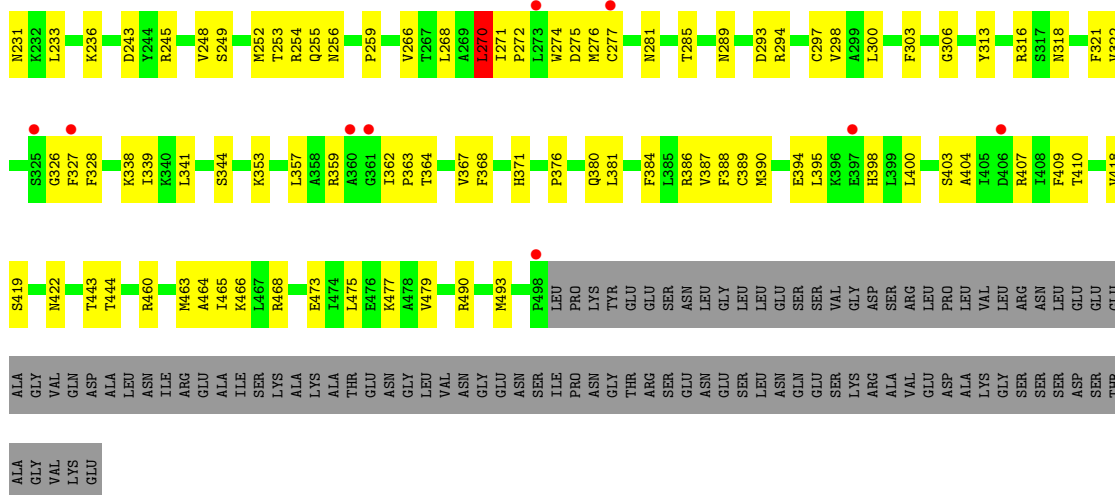 N231 K232 L233 K236 D243 Y244 R245 V248 S249 M252 T253 R254 Q255 N256 P259 V266 T267 L268 A269 L270 I271 P272 L273 W274 D275 M276 C277 N281 T285 N289 D293 R294 C297 V298 A299 L300 F303 G306 Y313 R316 S317 N318 F321 V322
S325 G326 F327 F328 K338 I339 K340 L341 S344 K353 L357 A358 R359 A360 G361 I362 P363 T364 V367 F368 H371 P376 Q380 L381 F384 L385 R386 V387 F388 C389 M390 E394 L395 K396 E397 H398 L399 L400 S403 A404 I405 D406 R407 I408 F409 T410 V418
S419 N422 T443 T444 R460 M463 A464 I465 K466 L467 R468 E473 I474 L475 E476 K477 A478 V479 R490 M493 P498 LEU PRO LYS TYR GLU GLU SER ASN LEU GLY LEU LEU GLU SER SER VAL GLY ASP SER ARG LEU PRO LEU VAL LEU ARG ASN LEU GLU GLU GLU
ALA GLY VAL GLN ASP ALA LEU ASN ILE ARG GLU ALA ILE SER LYS ALA LYS ALA THR GLU ASN GLY LEU VAL ASN GLY GLU ASN SER ILE PRO ASN GLY THR ARG SER GLU ASN GLU SER LEU ASN GLN GLU SER LYS ARG ALA VAL GLU ASP ALA LYS GLY SER SER SER ASP SER THR
ALA GLY VAL LYS GLU